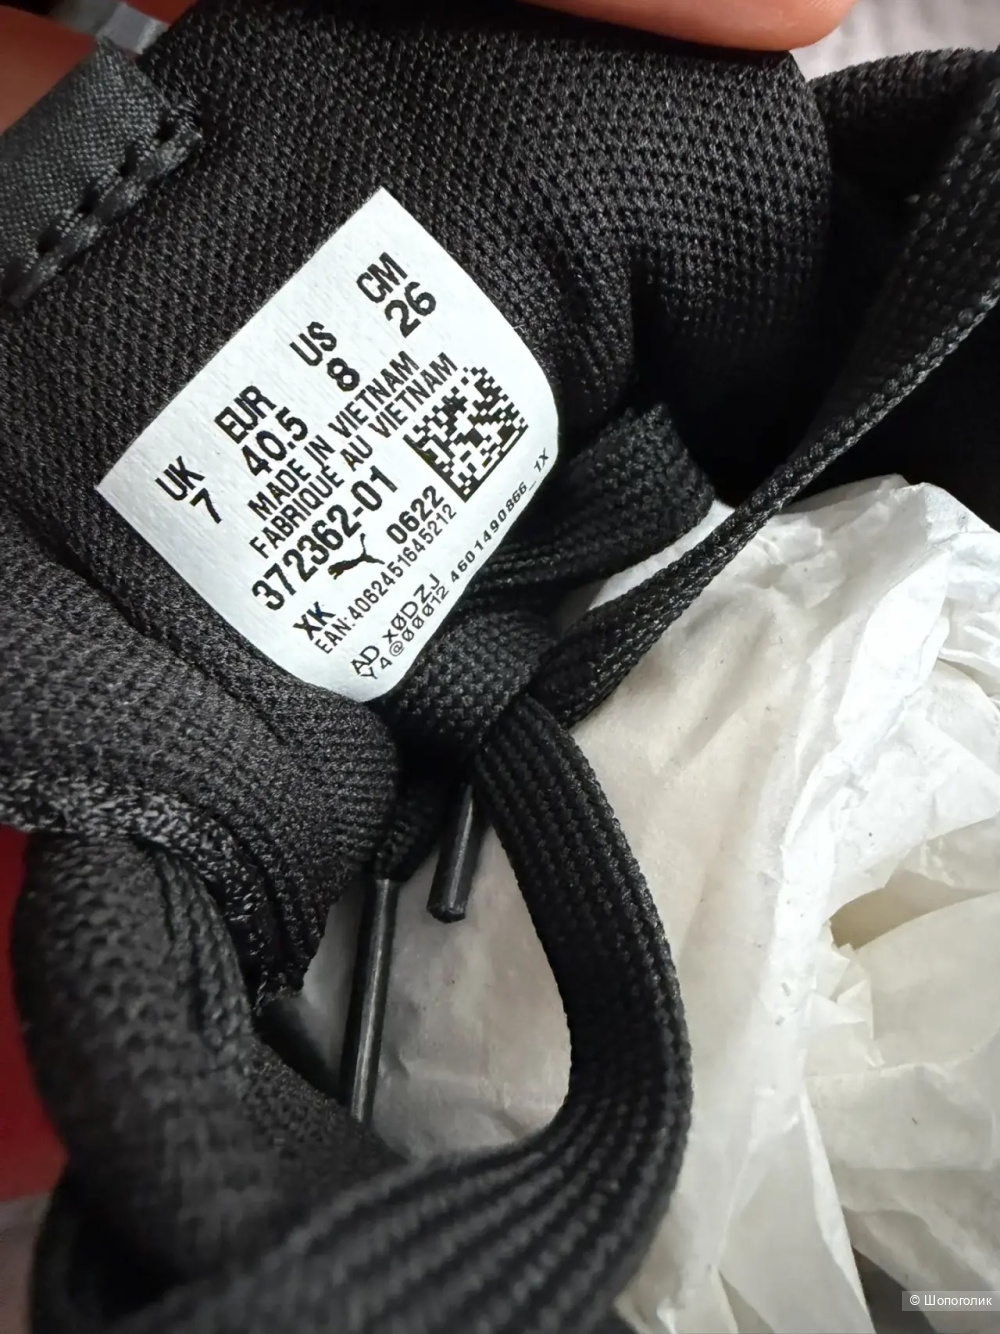 UK EUR US CM
7 40.5 8 26
MADE IN VIETNAM
FABRIQUE AU VIETNAM
372362-01
0622
XK
EAN:4062451645212
AD X0DZJ
Y4@00012 4601490866_1X
© Шопоголик